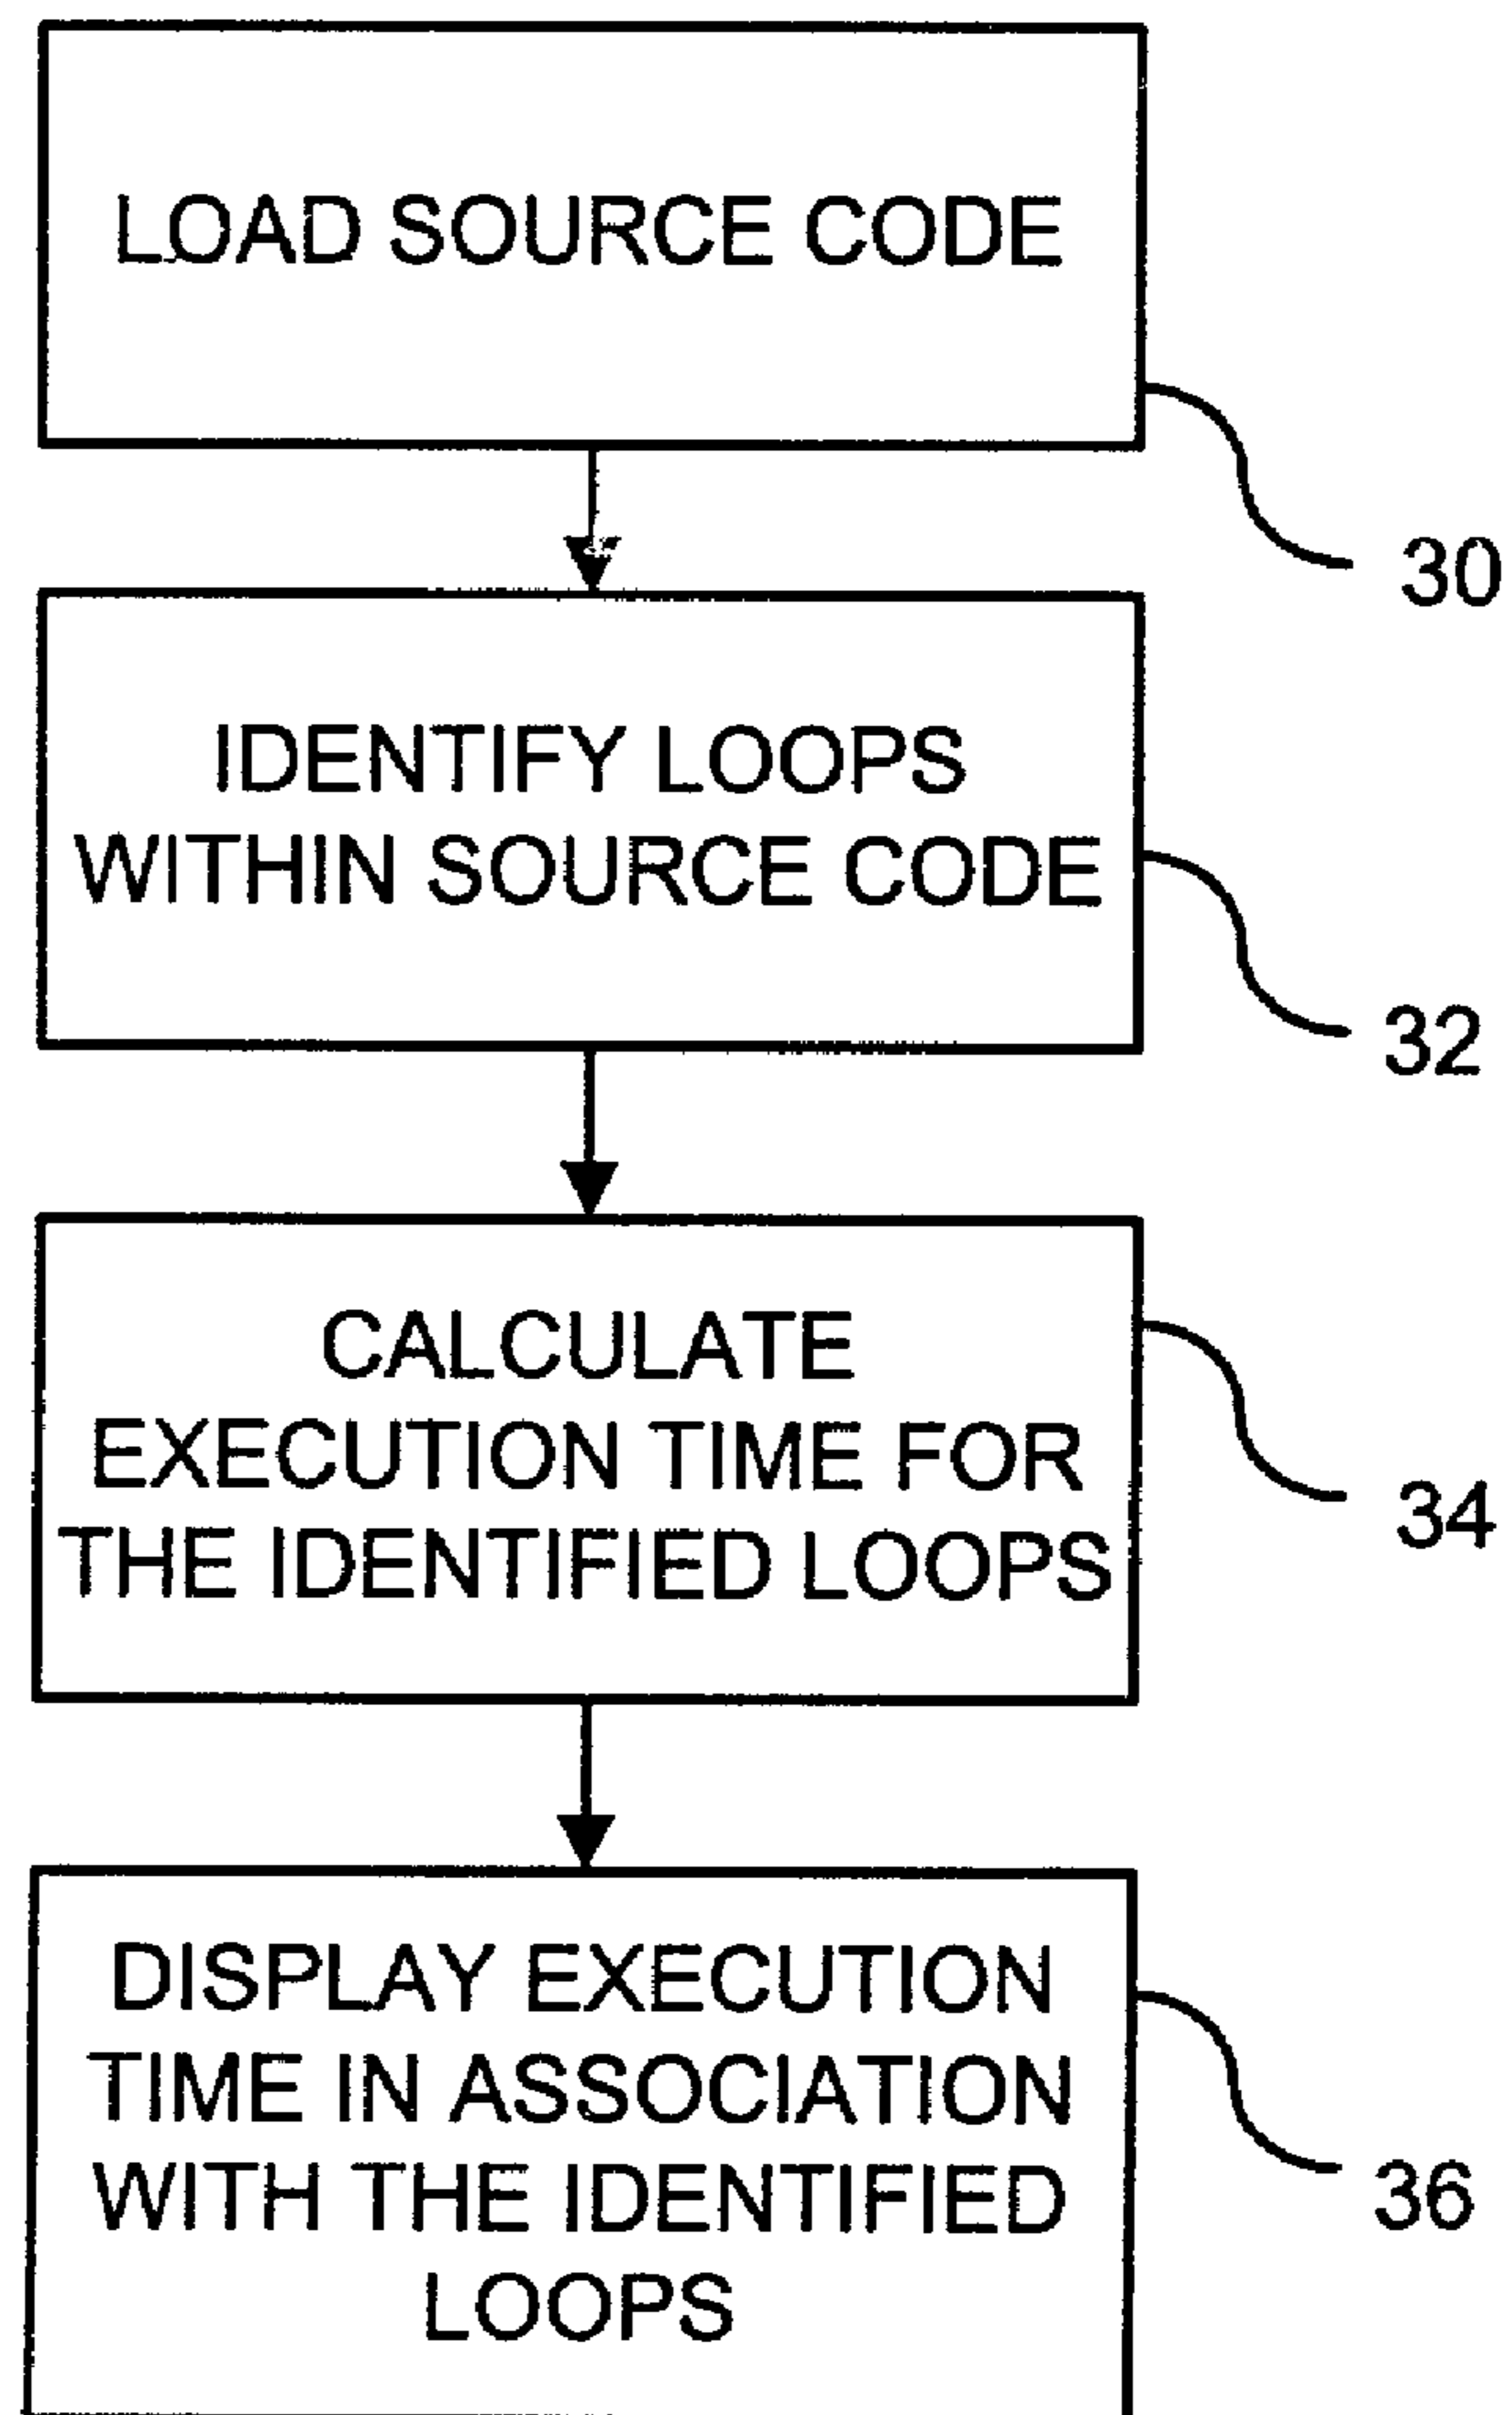 LOAD SOURCE CODE
30
IDENTIFY LOOPS
WITHIN SOURCE CODE
32
CALCULATE
EXECUTION TIME FOR
THE IDENTIFIED LOOPS
34
DISPLAY EXECUTION
TIME IN ASSOCIATION
WITH THE IDENTIFIED
LOOPS
36